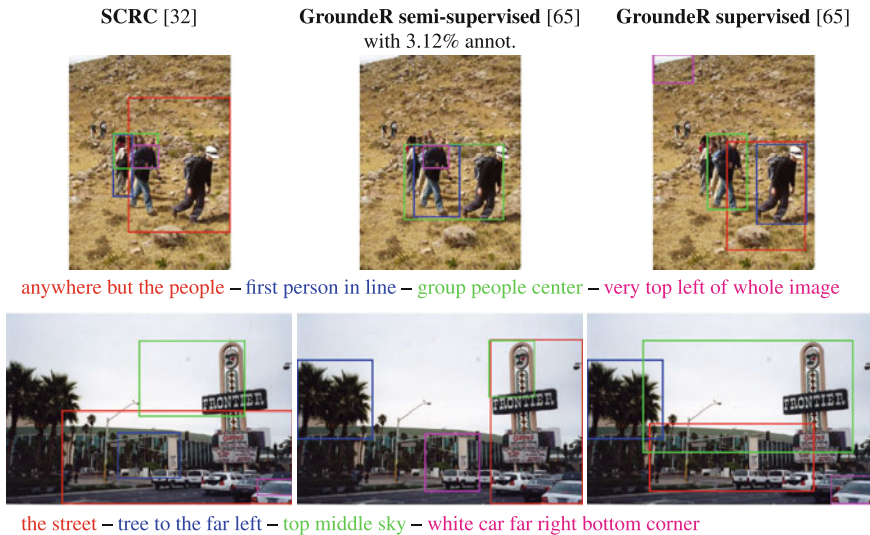 SCRC [32]
GroundeR semi-supervised [65]
with 3.12% annot.
GroundeR supervised [65]
anywhere but the people – first person in line – group people center – very top left of whole image
FRONTIER
FRONTIER
FRONTIER
the street – tree to the far left – top middle sky – white car far right bottom corner